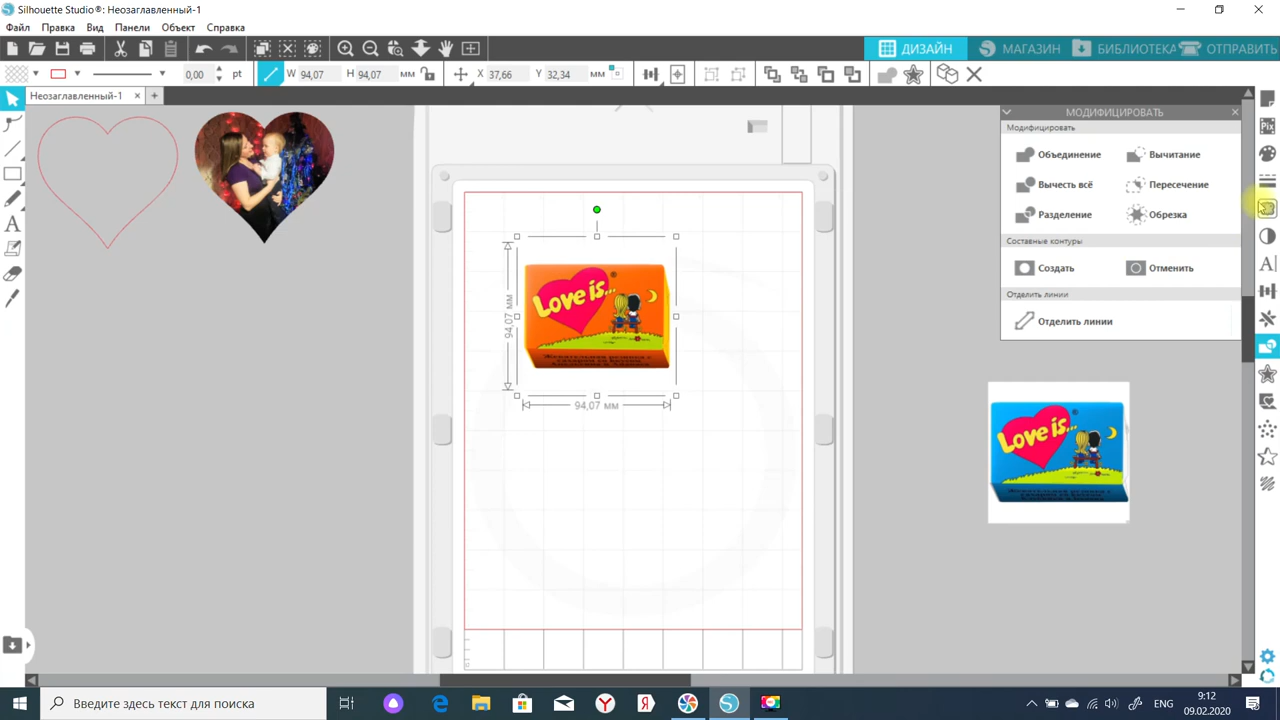 Silhouette Studio®: Незаглавленный-1
Файл Правка Вид Панели Объект Справка
ДИЗАЙН МАГАЗИН БИБЛИОТЕКА ОТПРАВИТЬ
0,00 pt W 94,07 H 94,07 мм X 37,66 Y 32,34 мм
Незаглавленный-1
МОДИФИЦИРОВАТЬ
Модифицировать
Объединение Вычитание
Вычесть всё Пересечение
Разделение Обрезка
Составные контуры
Создать Отменить
Отделить линии
Отделить линии
Pix
94,07 мм
94,07 мм
Love is...
Love is...
Введите здесь текст для поиска
ENG
9:12
09.02.2020